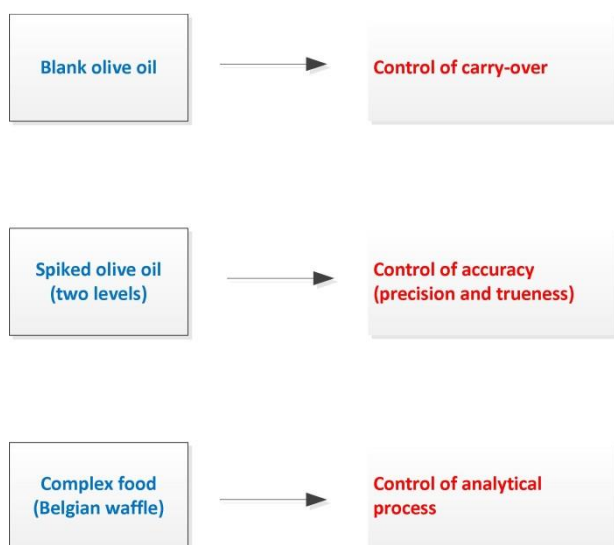 Blank olive oil
Control of carry-over
Spiked olive oil
(two levels)
Control of accuracy
(precision and trueness)
Complex food
(Belgian waffle)
Control of analytical
process